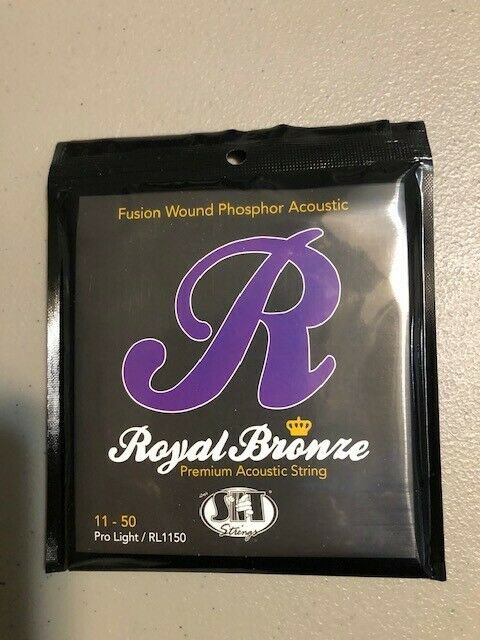 Fusion Wound Phosphor Acoustic
R
Royal Bronze
Premium Acoustic String
SIT
Strings
11 - 50
Pro Light / RL1150